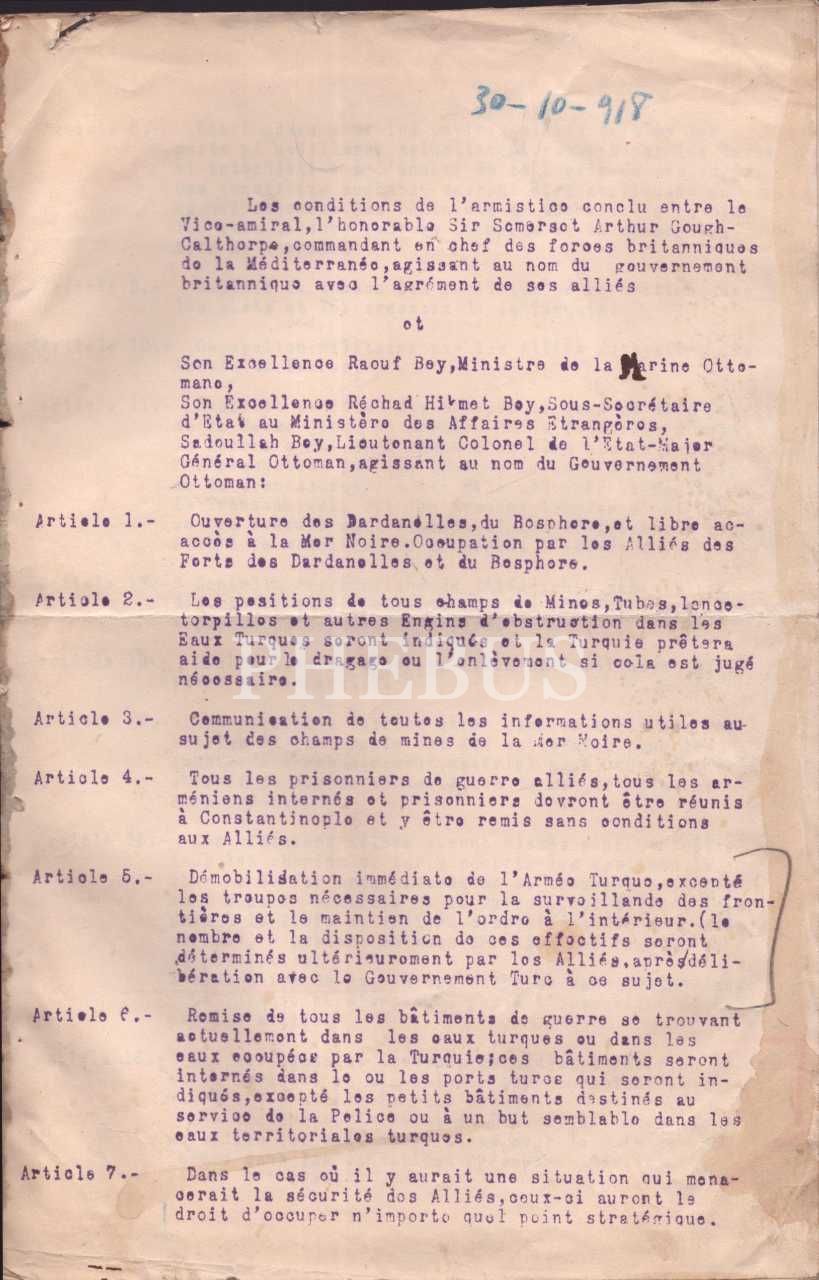 30-10-918
Les conditions de l'armistice conclu entre le
Vice-amiral,l'honorable Sir Somerset Arthur Gough-
Calthorpe,commandant en chef des forces britanniques
de la Méditerranée,agissant au nom du gouvernement
britannique avec l'agrément de ses alliés
et
Son Excellence Raouf Bey,Ministre de la Marine Otto-
mane,
Son Excellence Réchad Hikmet Bey,Sous-Secrétaire
d'Etat au Ministère des Affaires Etrangères,
Sadoullah Bey,Lieutenant Colonel de l'Etat-Major
Général Ottoman,agissant au nom du Gouvernement
Ottoman:
Article 1.- Ouverture des Dardanelles,du Bosphore,et libre ac-
accès à la Mer Noire.Occupation par les Alliés des
Forts des Dardanelles et du Bosphore.
Article 2.- Les positions de tous champs de Mines,Tubes,lance-
torpilles et autres Engins d'obstruction dans les
Eaux Turques seront indiqués et la Turquie prêtera
aide pour le dragage ou l'enlèvement si cela est jugé
nécessaire.
THEBUS
Article 3.- Communication de toutes les informations utiles au
sujet des champs de mines de la Mer Noire.
Article 4.- Tous les prisonniers de guerre alliés,tous les ar-
méniens internés et prisonniers devront être réunis
à Constantinople et y être remis sans conditions
aux Alliés.
Article 5.- Démobilisation immédiate de l'Armée Turque,excepté
les troupes nécessaires pour la surveillande des fron-
tières et le maintien de l'ordre à l'intérieur.(le
nombre et la disposition de ces effectifs seront
déterminés ultérieurement par les Alliés,après/déli-
bération avec le Gouvernement Turc à ce sujet.
Article 6.- Remise de tous les bâtiments de guerre se trouvant
actuellement dans les eaux turques ou dans les
eaux occupées par la Turquie;ces bâtiments seront
internés dans le ou les ports turcs qui seront in-
diqués,excepté les petits bâtiments destinés au
service de la Police ou à un but semblable dans les
eaux territoriales turques.
Article 7.- Dans le cas où il y aurait une situation qui mena-
cerait la sécurité des Alliés,ceux-ci auront le
droit d'occuper n'importe quel point stratégique.